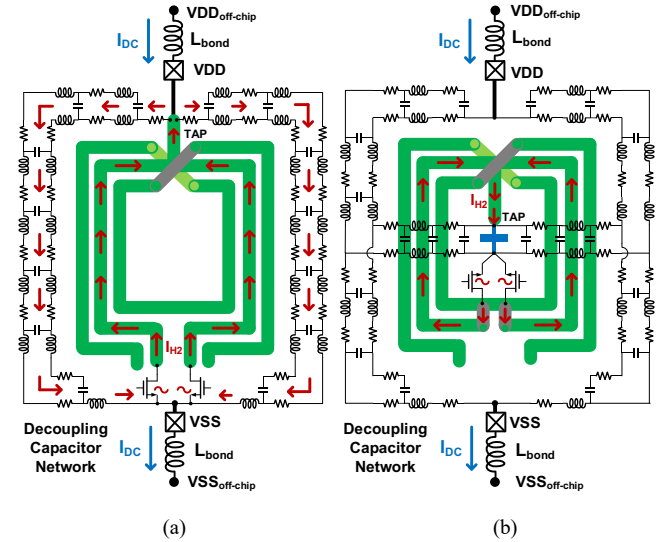 VDDoff-chip
IDC
Lbond
VDD
TAP
IH2
VSS
Decoupling
Capacitor
Network
IDC
Lbond
VSSoff-chip
(a)
VDDoff-chip
IDC
Lbond
VDD
IH2
TAP
VSS
Decoupling
Capacitor
Network
IDC
Lbond
VSSoff-chip
(b)